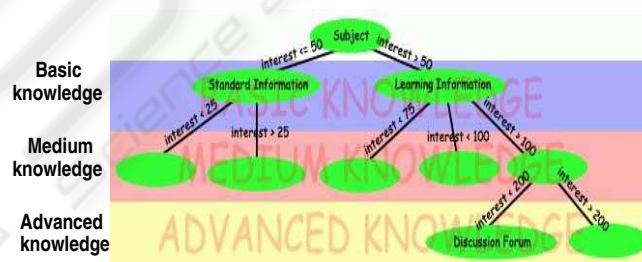 Subject
interest <= 50
interest > 50
Basic
knowledge
Standard Information
Learning Information
BASIC KNOWLEDGE
interest < 25
interest > 25
interest < 75
interest < 100
interest > 100
Medium
knowledge
MEDIUM KNOWLEDGE
interest < 200
interest > 200
Advanced
knowledge
ADVANCED KNOWLEDGE
Discussion Forum